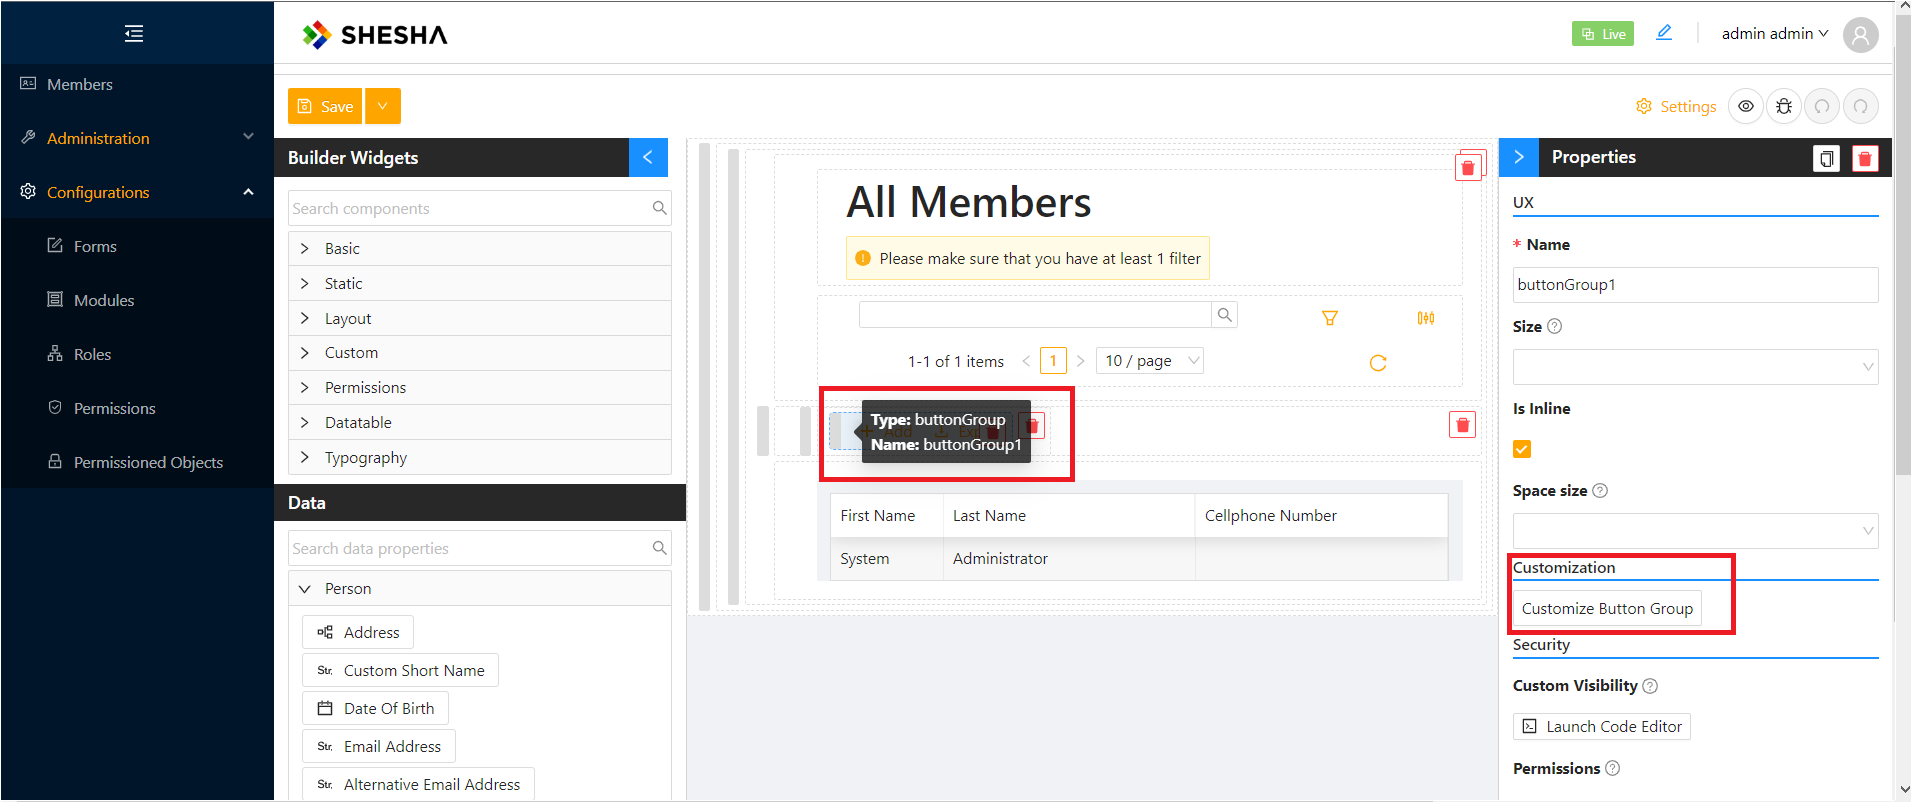 SHESHA
Live
admin admin
Members
Administration
Configurations
Forms
Modules
Roles
Permissions
Permissioned Objects
Save
Settings
Builder Widgets
Search components
Basic
Static
Layout
Custom
Permissions
Datatable
Typography
Data
Search data properties
Person
Address
Str. Custom Short Name
Date Of Birth
Str. Email Address
Str. Alternative Email Address
All Members
Please make sure that you have at least 1 filter
1-1 of 1 items < 1 > 10 / page
Type: buttonGroup
Name: buttonGroup1
First Name Last Name Cellphone Number
System Administrator
Properties
UX
* Name
buttonGroup1
Size
Is Inline
Space size
Customization
Customize Button Group
Security
Custom Visibility
Launch Code Editor
Permissions